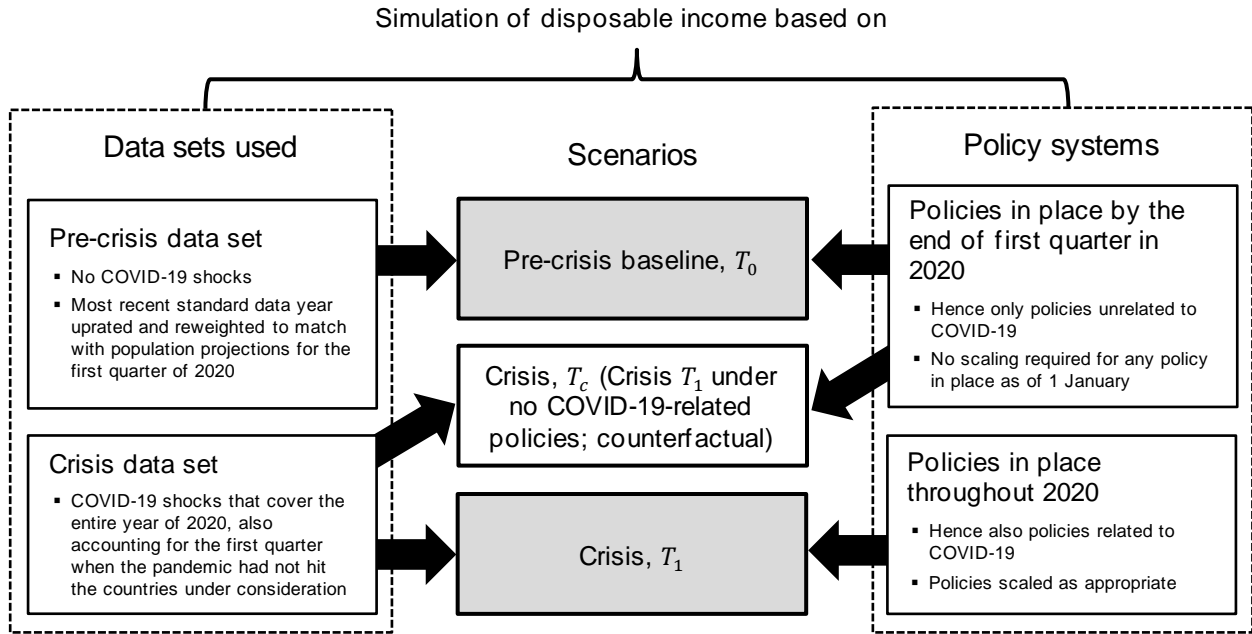 Simulation of disposable income based on
Data sets used
Pre-crisis data set
▪ No COVID-19 shocks
▪ Most recent standard data year
uprated and reweighted to match
with population projections for the
first quarter of 2020
Crisis data set
▪ COVID-19 shocks that cover the
entire year of 2020, also
accounting for the first quarter
when the pandemic had not hit
the countries under consideration
Scenarios
Pre-crisis baseline, T₀
Crisis, T_c (Crisis T₁ under
no COVID-19-related
policies; counterfactual)
Crisis, T₁
Policy systems
Policies in place by the
end of first quarter in
2020
▪ Hence only policies unrelated to
COVID-19
▪ No scaling required for any policy
in place as of 1 January
Policies in place
throughout 2020
▪ Hence also policies related to
COVID-19
▪ Policies scaled as appropriate